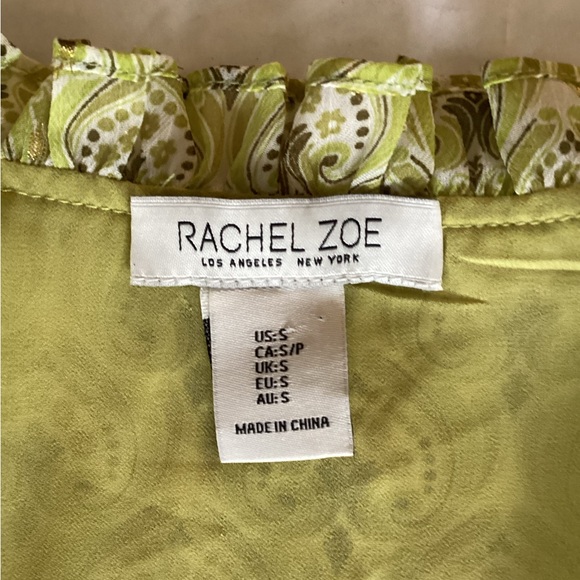 RACHEL ZOE
LOS ANGELES NEW YORK
US:S
CA:S/P
UK:S
EU:S
AU:S
MADE IN CHINA